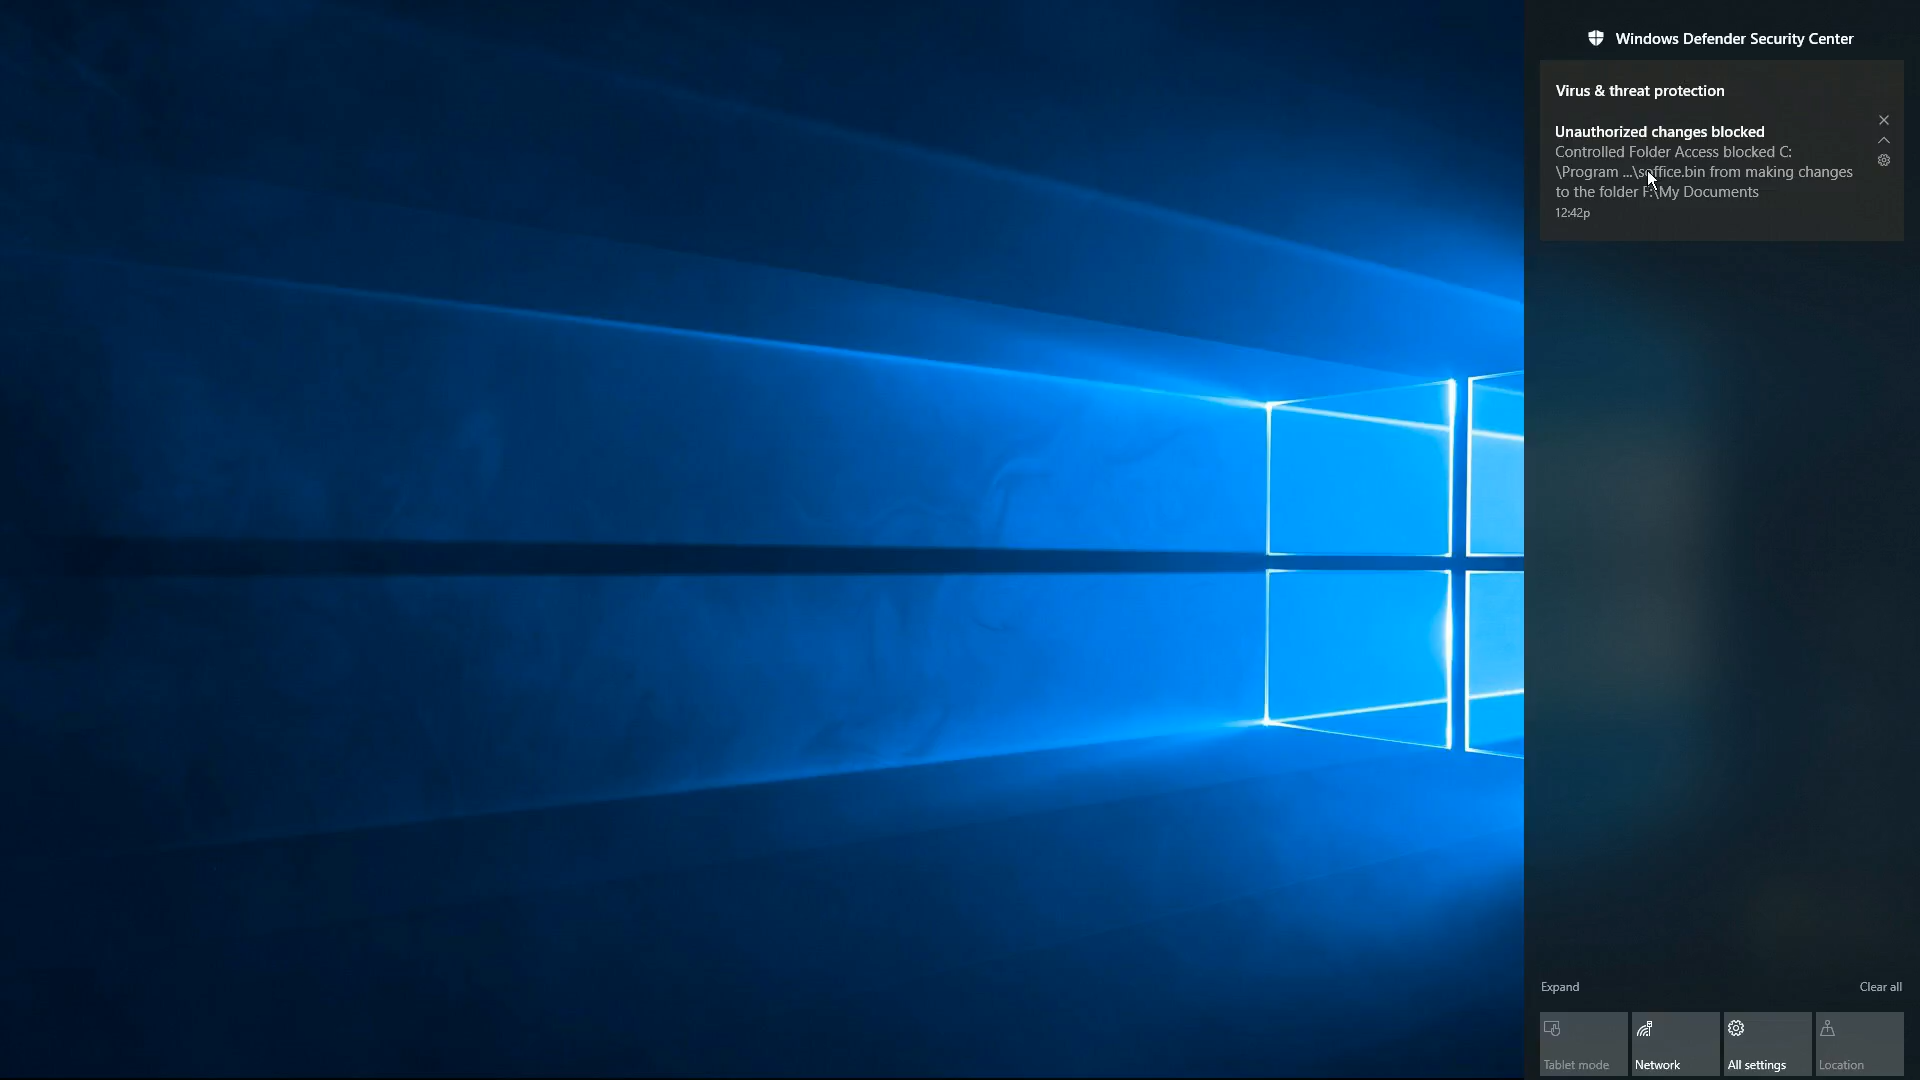 Windows Defender Security Center
Virus & threat protection
Unauthorized changes blocked
Controlled Folder Access blocked C:
\Program ...\soffice.bin from making changes
to the folder F:\My Documents
12:42p
Expand
Clear all
Tablet mode
Network
All settings
Location